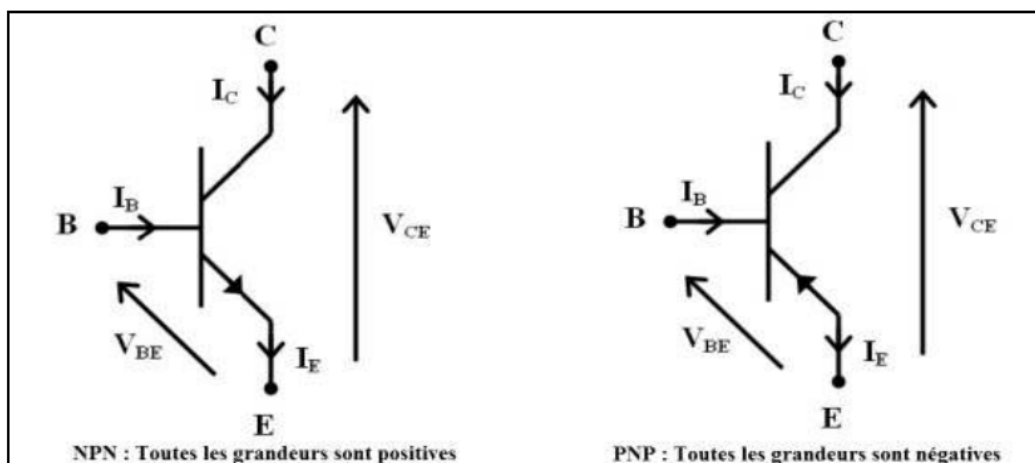 C
I_C
I_B
B
V_CE
V_BE
I_E
E
NPN : Toutes les grandeurs sont positives
C
I_C
I_B
B
V_CE
V_BE
I_E
E
PNP : Toutes les grandeurs sont négatives